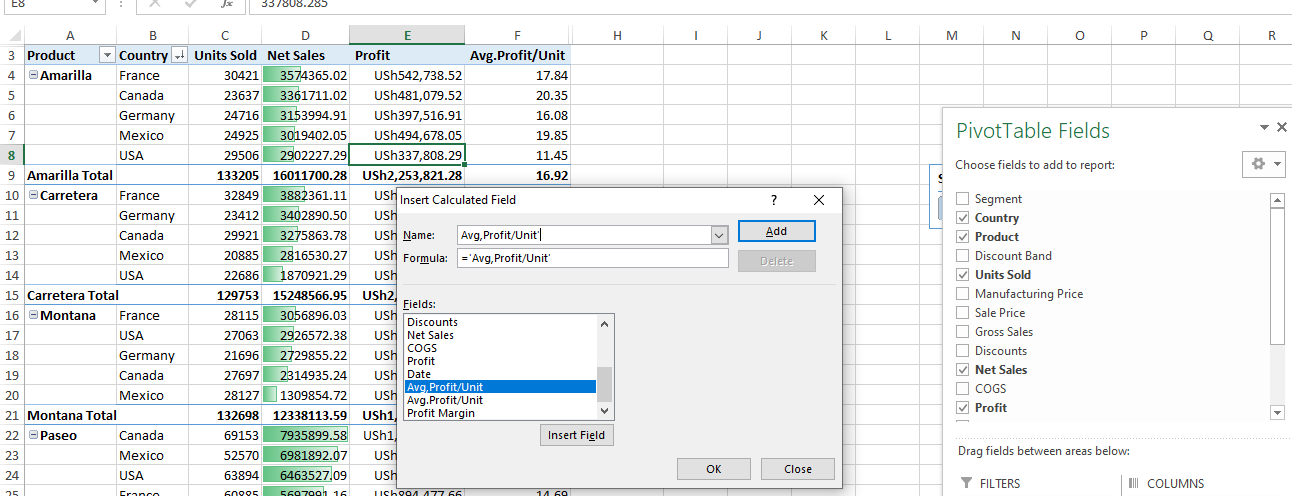 E8 fx 337808.285
A B C D E F H I J K L M N O P Q R
3 Product Country Units Sold Net Sales Profit Avg.Profit/Unit
4 Amarilla France 30421 3574365.02 USh542,738.52 17.84
5 Canada 23637 3361711.02 USh481,079.52 20.35
6 Germany 24716 3153994.91 USh397,516.91 16.08
7 Mexico 24925 3019402.05 USh494,678.05 19.85
8 USA 29506 2902227.29 USh337,808.29 11.45
9 Amarilla Total 133205 16011700.28 USh2,253,821.28 16.92
10 Carretera France 32849 3882361.11 USh
11 Germany 23412 3402890.50 USh
12 Canada 29921 3275863.78 USh
13 Mexico 20885 2816530.27 USh
14 USA 22686 1870921.29 USh
15 Carretera Total 129753 15248566.95 USh2,
16 Montana France 28115 3056896.03 USh
17 USA 27063 2926572.38 USh
18 Germany 21696 2729855.22 USh
19 Canada 27697 2314935.24 USh
20 Mexico 28127 1309854.72 USh
21 Montana Total 132698 12338113.59 USh1,
22 Paseo Canada 69153 7935899.58 USh1,
23 Mexico 52570 6981892.07 USh
24 USA 63894 6463527.09 USh
25 France 60885 5697991.16 USh894,477.66 14.69
Insert Calculated Field ?
Name: Avg,Profit/Unit'
Add
Formula: ='Avg,Profit/Unit'
Delete
Fields:
Discounts
Net Sales
COGS
Profit
Date
Avg,Profit/Unit
Avg.Profit/Unit
Profit Margin
Insert Field
OK Close
PivotTable Fields
Choose fields to add to report:
Segment
Country
Product
Discount Band
Units Sold
Manufacturing Price
Sale Price
Gross Sales
Discounts
Net Sales
COGS
Profit
Drag fields between areas below:
FILTERS COLUMNS